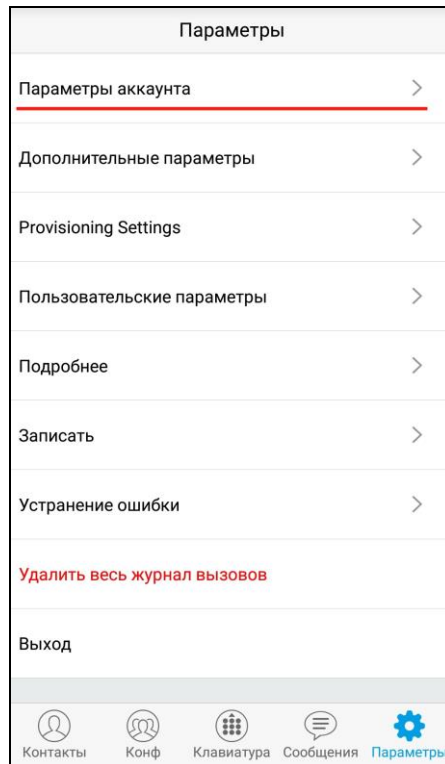 Параметры
Параметры аккаунта
Дополнительные параметры
Provisioning Settings
Пользовательские параметры
Подробнее
Записать
Устранение ошибки
Удалить весь журнал вызовов
Выход
Контакты Конф Клавиатура Сообщения Параметры